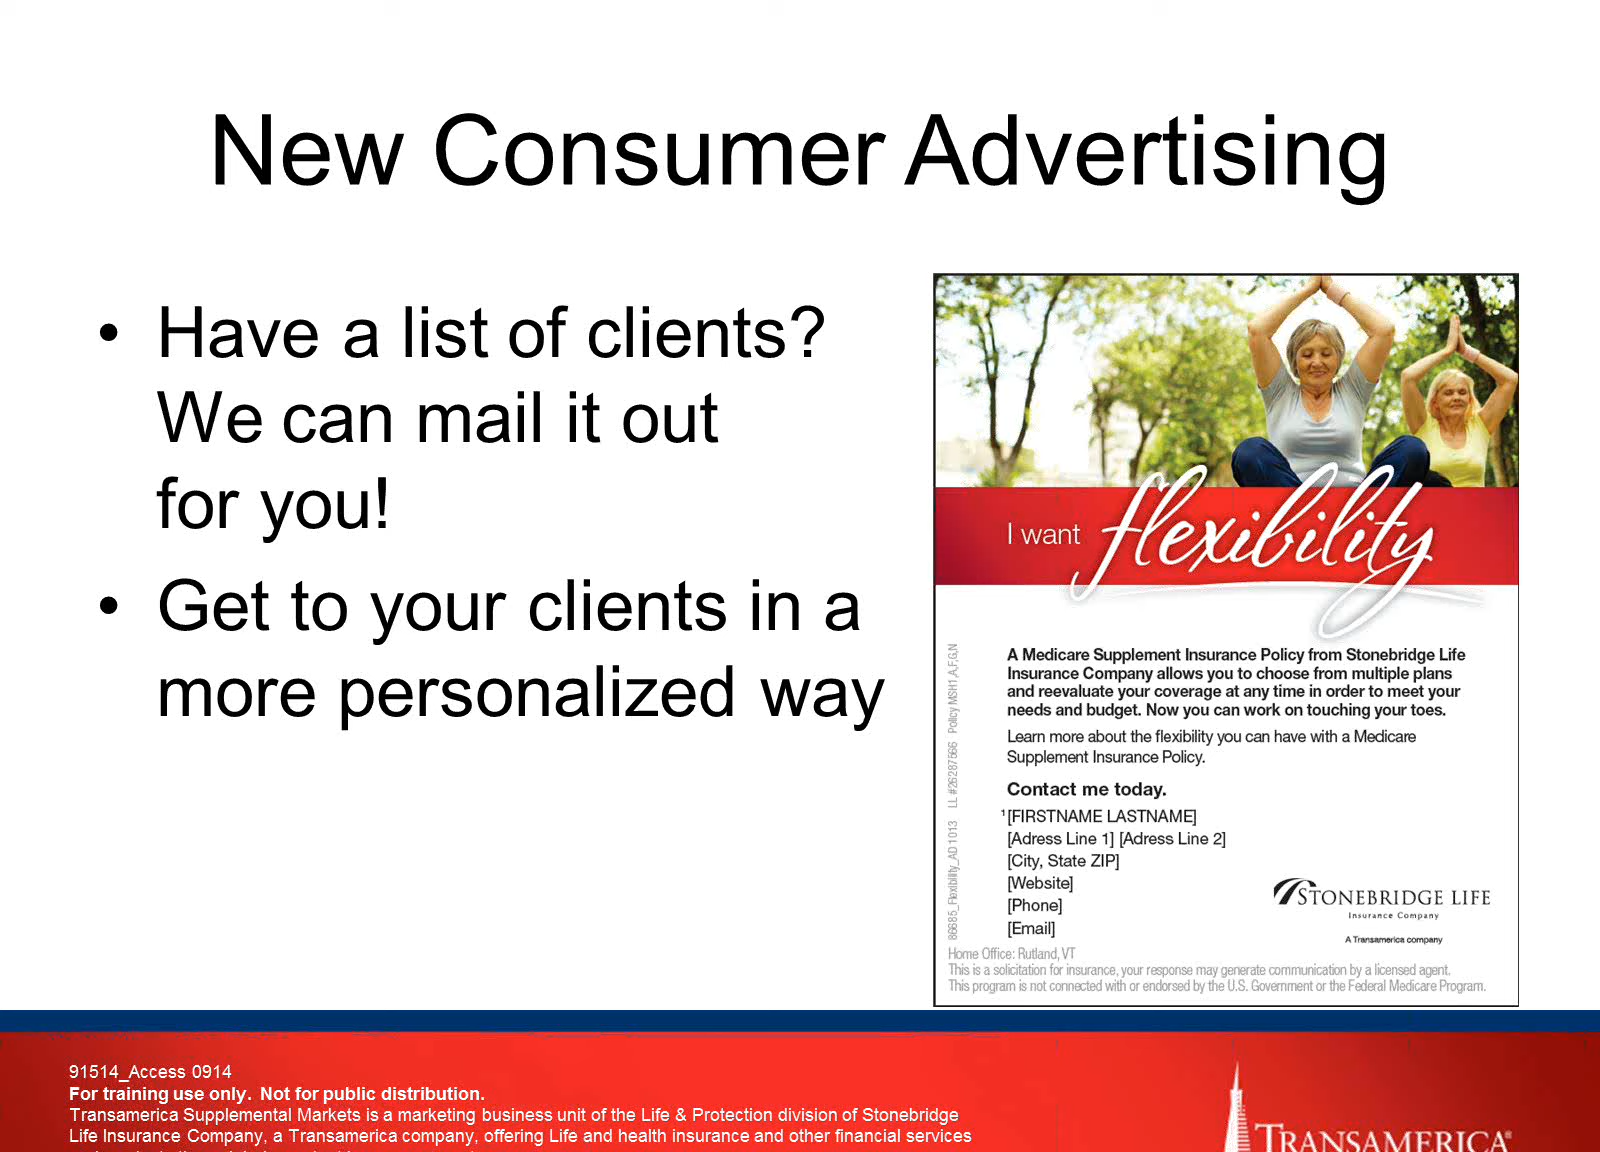 New Consumer Advertising
• Have a list of clients?
We can mail it out
for you!
• Get to your clients in a
more personalized way
I want flexibility
A Medicare Supplement Insurance Policy from Stonebridge Life
Insurance Company allows you to choose from multiple plans
and reevaluate your coverage at any time in order to meet your
needs and budget. Now you can work on touching your toes.
Learn more about the flexibility you can have with a Medicare
Supplement Insurance Policy.
Contact me today.
¹[FIRSTNAME LASTNAME]
[Adress Line 1] [Adress Line 2]
[City, State ZIP]
[Website]
[Phone]
[Email]
STONEBRIDGE LIFE
Insurance Company
A Transamerica company
86685_Flexibility_AD 1013 LL #26287566 Policy MSH1,A,F,G,N
Home Office: Rutland, VT
This is a solicitation for insurance, your response may generate communication by a licensed agent.
This program is not connected with or endorsed by the U.S. Government or the Federal Medicare Program.
91514_Access 0914
For training use only. Not for public distribution.
Transamerica Supplemental Markets is a marketing business unit of the Life & Protection division of Stonebridge
Life Insurance Company, a Transamerica company, offering Life and health insurance and other financial services
TRANSAMERICA®